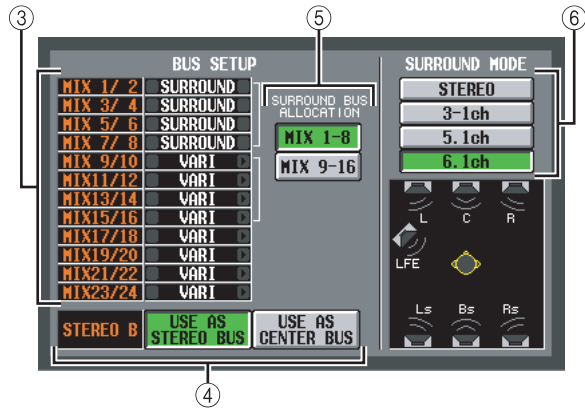 ③
⑤
⑥
BUS SETUP
MIX 1/ 2 SURROUND
MIX 3/ 4 SURROUND
MIX 5/ 6 SURROUND
MIX 7/ 8 SURROUND
MIX 9/10 VARI
MIX11/12 VARI
MIX13/14 VARI
MIX15/16 VARI
MIX17/18 VARI
MIX19/20 VARI
MIX21/22 VARI
MIX23/24 VARI
STEREO B
USE AS
STEREO BUS
USE AS
CENTER BUS
④
SURROUND BUS
ALLOCATION
MIX 1-8
MIX 9-16
SURROUND MODE
STEREO
3-1ch
5.1ch
6.1ch
L C R
LFE
Ls Bs Rs